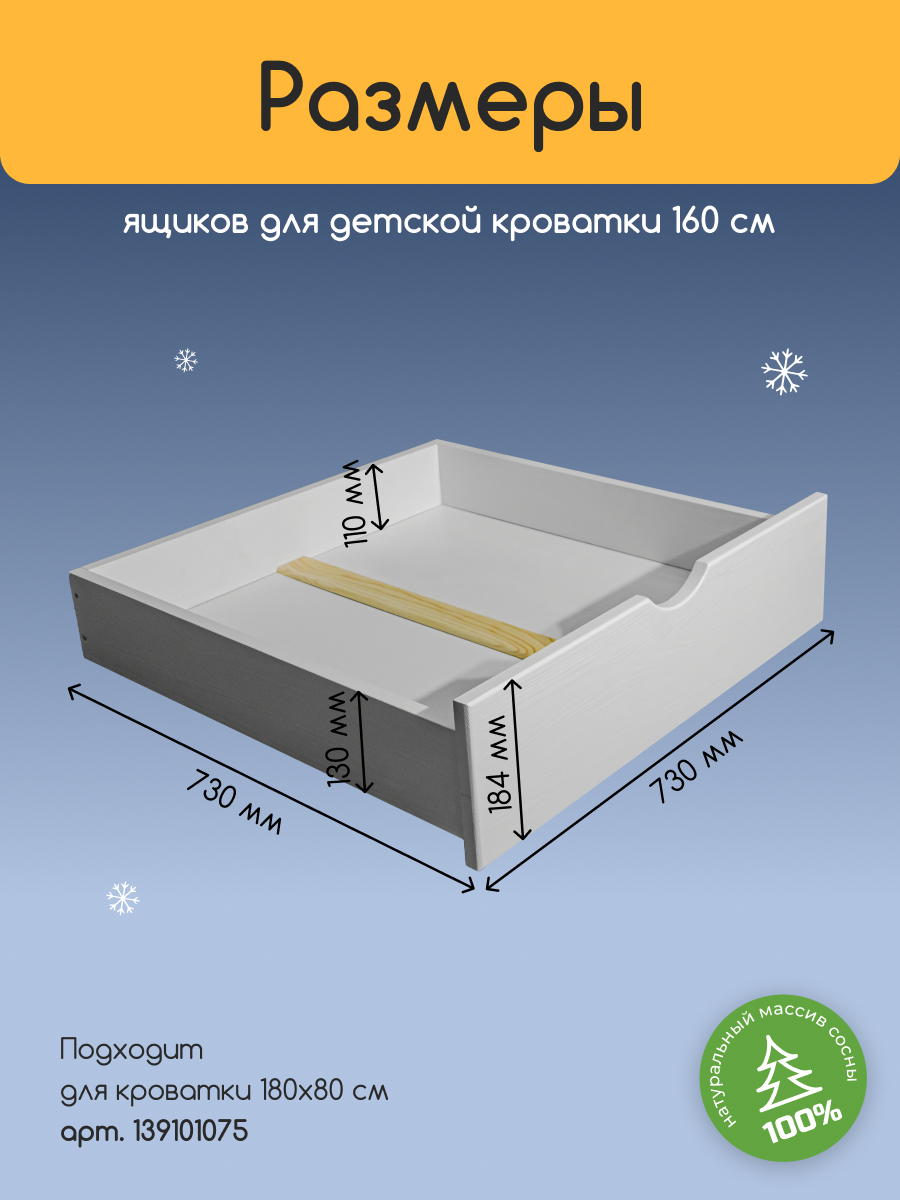 Размеры
ящиков для детской кроватки 160 см
110 мм
130 мм
184 мм
730 мм
730 мм
Подходит
для кроватки 180х80 см
арт. 139101075
натуральный массив сосны
100%